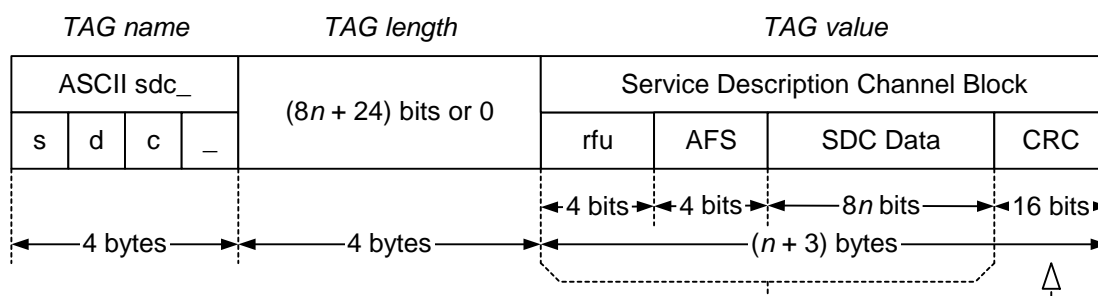 TAG name TAG length TAG value
ASCII sdc_ (8n + 24) bits or 0 Service Description Channel Block
s d c _ rfu AFS SDC Data CRC
4 bits 4 bits 8n bits 16 bits
4 bytes 4 bytes (n + 3) bytes